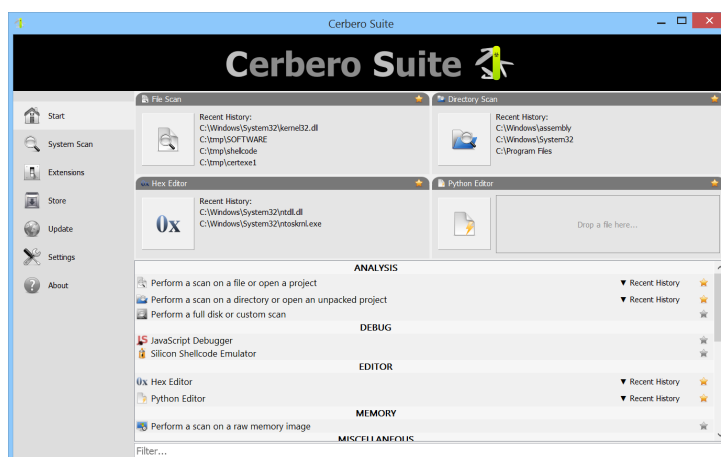 Cerbero Suite
Cerbero Suite
Start
System Scan
Extensions
Store
Update
Settings
About
File Scan
Recent History:
C:\Windows\System32\kernel32.dll
C:\tmp\SOFTWARE
C:\tmp\shellcode
C:\tmp\certexe1
Directory Scan
Recent History:
C:\Windows\assembly
C:\Windows\System32
C:\Program Files
Hex Editor
0x
Recent History:
C:\Windows\System32\ntdll.dll
C:\Windows\System32\ntoskrnl.exe
Python Editor
Drop a file here...
ANALYSIS
Perform a scan on a file or open a project ▼ Recent History
Perform a scan on a directory or open an unpacked project ▼ Recent History
Perform a full disk or custom scan
DEBUG
JS JavaScript Debugger
Silicon Shellcode Emulator
EDITOR
0x Hex Editor ▼ Recent History
Python Editor ▼ Recent History
MEMORY
Perform a scan on a raw memory image
MISCELLANEOUS
Filter...